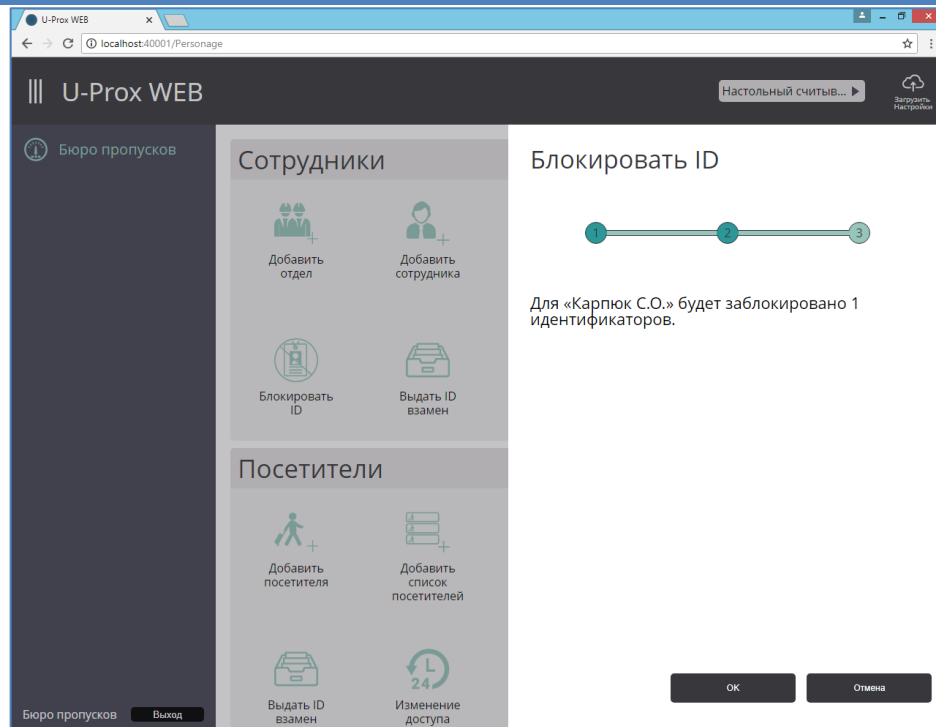 U-Prox WEB
localhost:40001/Personage
U-Prox WEB
Настольный считыв...
Загрузить
Настройки
Бюро пропусков
Сотрудники
Добавить
отдел
Добавить
сотрудника
Блокировать
ID
Выдать ID
взамен
Посетители
Добавить
посетителя
Добавить
список
посетителей
Выдать ID
взамен
24
Изменение
доступа
Блокировать ID
1
2
3
Для «Карпюк С.О.» будет заблокировано 1
идентификаторов.
OK
Отмена
Бюро пропусков
Выход